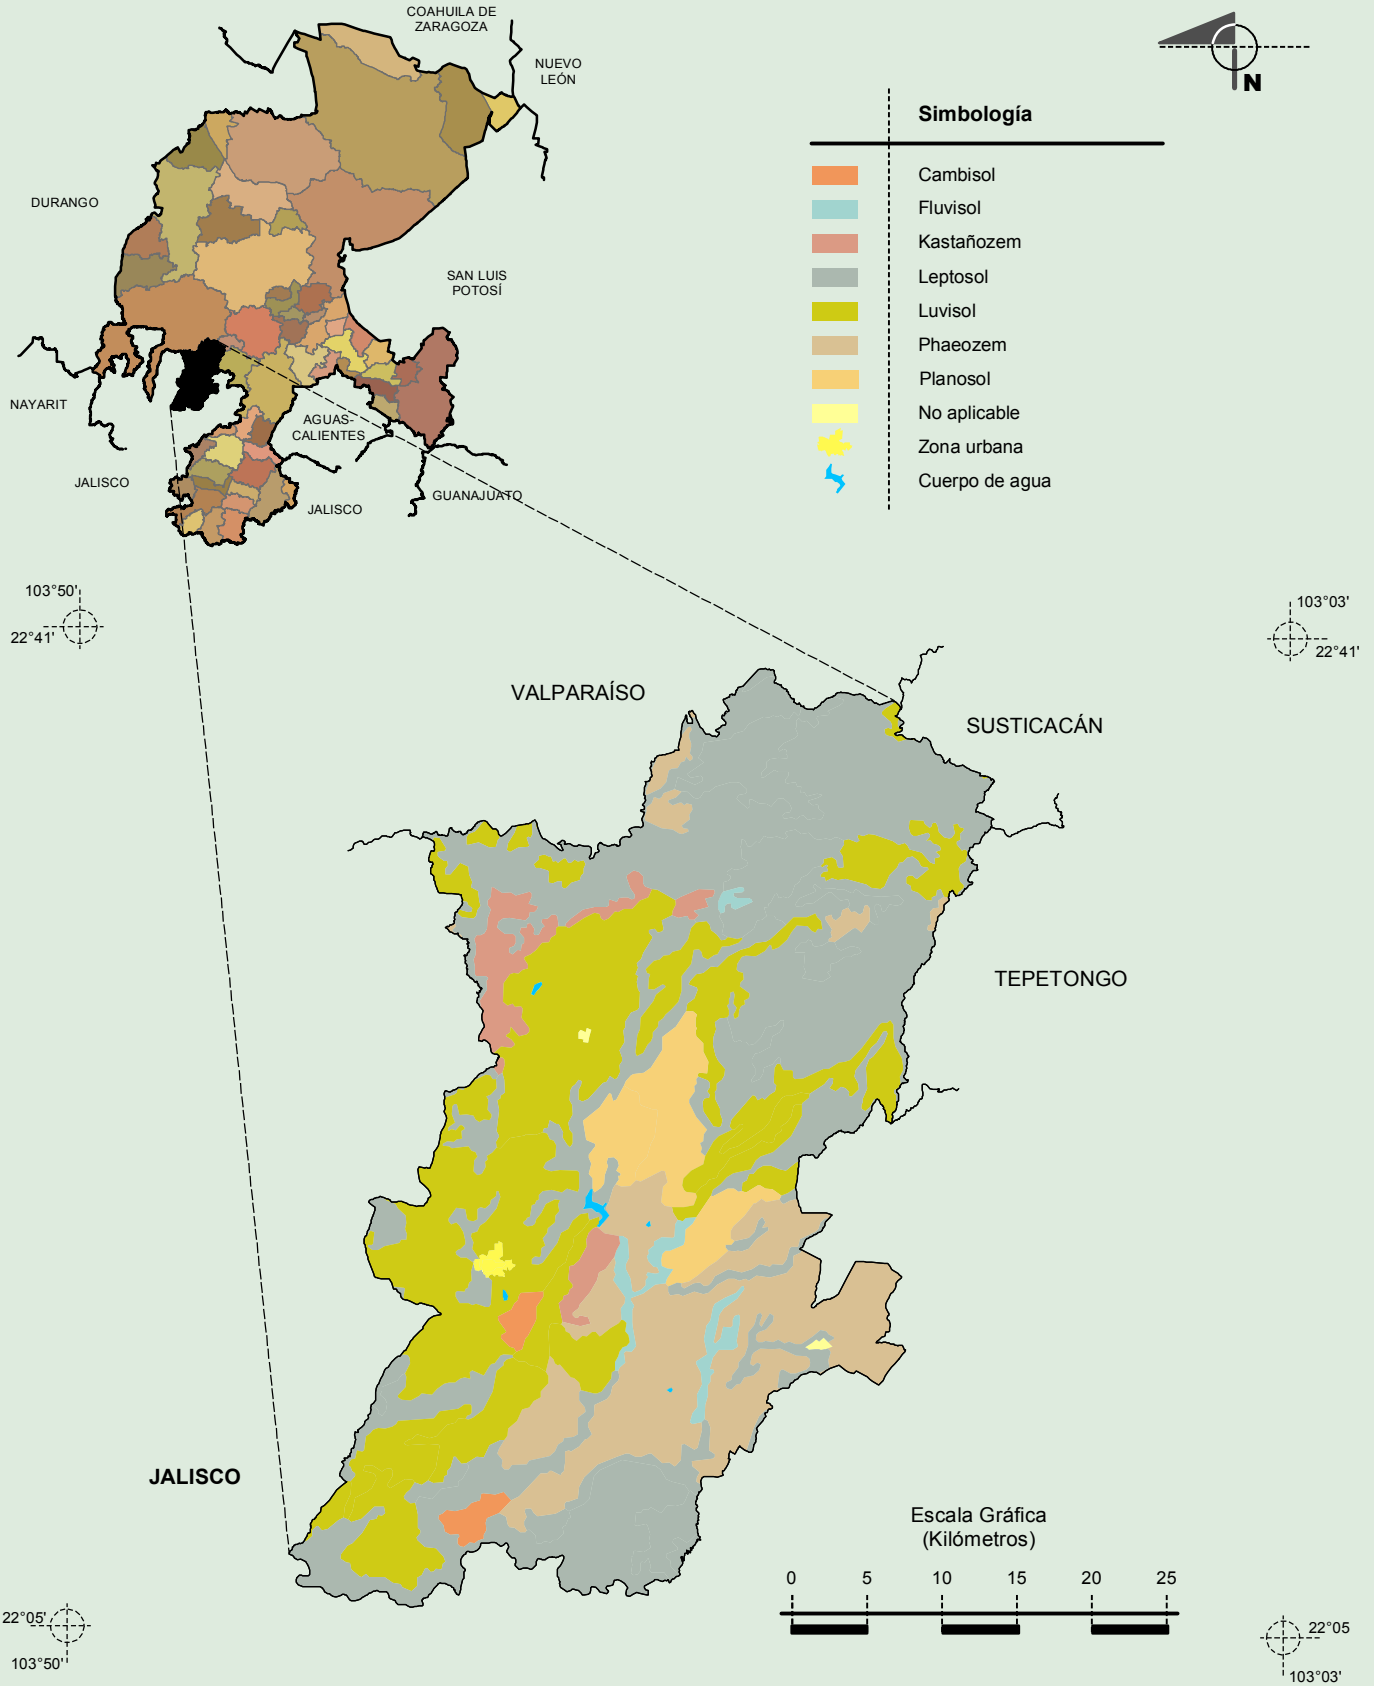 COAHUILA DE
ZARAGOZA
NUEVO
LEÓN
N
DURANGO
SAN LUIS
POTOSÍ
NAYARIT
AGUAS-
CALIENTES
JALISCO
GUANAJUATO
JALISCO
Simbología
Cambisol
Fluvisol
Kastañozem
Leptosol
Luvisol
Phaeozem
Planosol
No aplicable
Zona urbana
Cuerpo de agua
103°50'
22°41'
103°03'
22°41'
VALPARAÍSO
SUSTICACÁN
TEPETONGO
JALISCO
Escala Gráfica
(Kilómetros)
0 5 10 15 20 25
22°05'
103°50'
22°05
103°03'